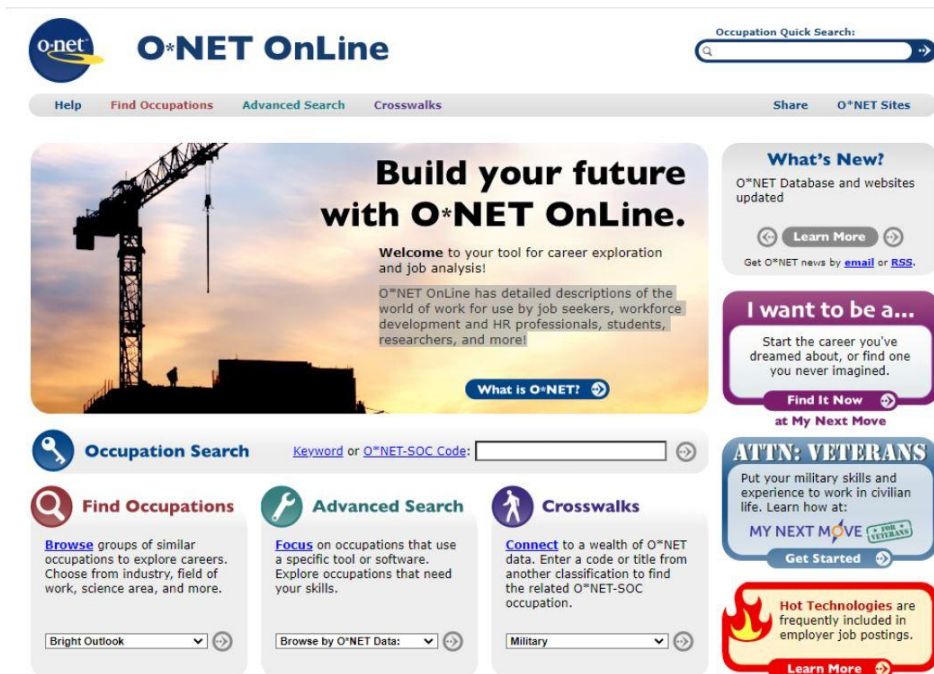 o·net™
O*NET OnLine
Occupation Quick Search:
Help
Find Occupations
Advanced Search
Crosswalks
Share
O*NET Sites
Build your future
with O*NET OnLine.
Welcome to your tool for career exploration
and job analysis!
O*NET OnLine has detailed descriptions of the
world of work for use by job seekers, workforce
development and HR professionals, students,
researchers, and more!
What is O*NET?
What's New?
O*NET Database and websites
updated
Learn More
Get O*NET news by email or RSS.
I want to be a...
Start the career you've
dreamed about, or find one
you never imagined.
Find It Now
at My Next Move
Occupation Search
Keyword or O*NET-SOC Code:
ATTN: VETERANS
Put your military skills and
experience to work in civilian
life. Learn how at:
MY NEXT MOVE
FOR
VETERANS
Get Started
Find Occupations
Browse groups of similar
occupations to explore careers.
Choose from industry, field of
work, science area, and more.
Bright Outlook
Advanced Search
Focus on occupations that use
a specific tool or software.
Explore occupations that need
your skills.
Browse by O*NET Data:
Crosswalks
Connect to a wealth of O*NET
data. Enter a code or title from
another classification to find
the related O*NET-SOC
occupation.
Military
Hot Technologies are
frequently included in
employer job postings.
Learn More